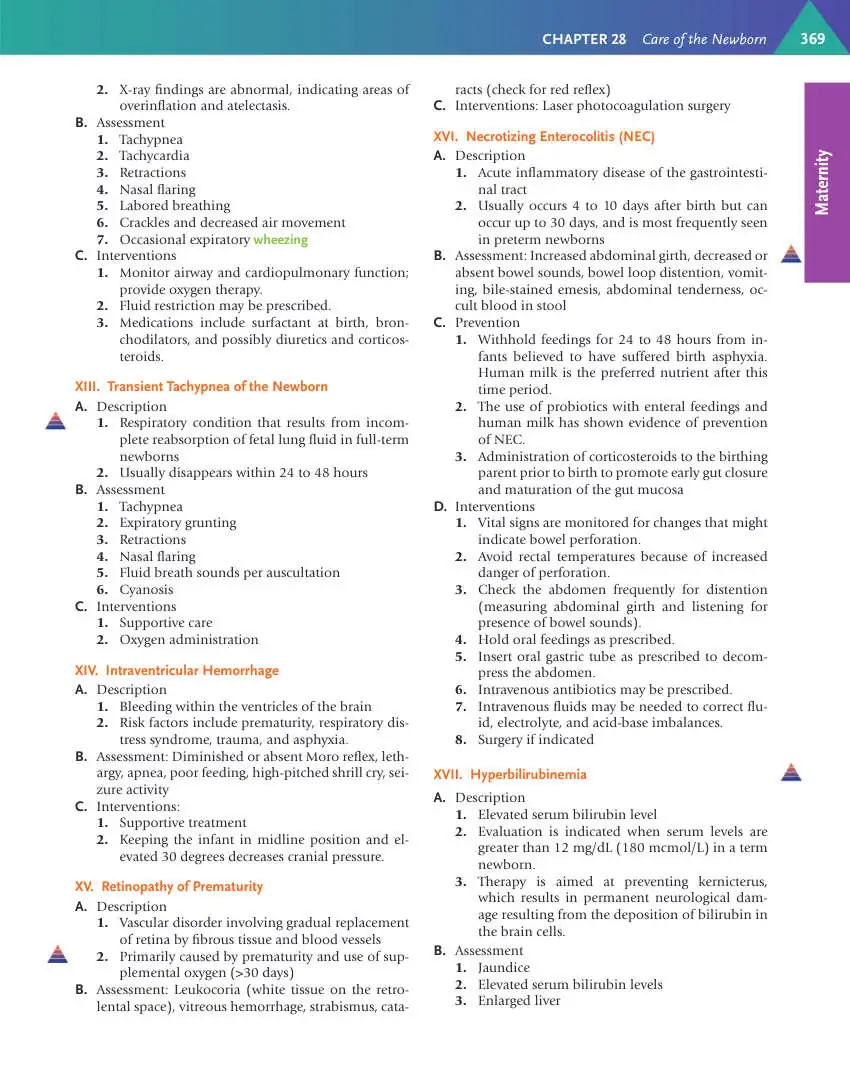 CHAPTER 28 Care of the Newborn 369
2. X-ray findings are abnormal, indicating areas of
overinflation and atelectasis.
B. Assessment
1. Tachypnea
2. Tachycardia
3. Retractions
4. Nasal flaring
5. Labored breathing
6. Crackles and decreased air movement
7. Occasional expiratory wheezing
C. Interventions
1. Monitor airway and cardiopulmonary function;
provide oxygen therapy.
2. Fluid restriction may be prescribed.
3. Medications include surfactant at birth, bron-
chodilators, and possibly diuretics and corticos-
teroids.
XIII. Transient Tachypnea of the Newborn
A. Description
1. Respiratory condition that results from incom-
plete reabsorption of fetal lung fluid in full-term
newborns
2. Usually disappears within 24 to 48 hours
B. Assessment
1. Tachypnea
2. Expiratory grunting
3. Retractions
4. Nasal flaring
5. Fluid breath sounds per auscultation
6. Cyanosis
C. Interventions
1. Supportive care
2. Oxygen administration
XIV. Intraventricular Hemorrhage
A. Description
1. Bleeding within the ventricles of the brain
2. Risk factors include prematurity, respiratory dis-
tress syndrome, trauma, and asphyxia.
B. Assessment: Diminished or absent Moro reflex, leth-
argy, apnea, poor feeding, high-pitched shrill cry, sei-
zure activity
C. Interventions:
1. Supportive treatment
2. Keeping the infant in midline position and el-
evated 30 degrees decreases cranial pressure.
XV. Retinopathy of Prematurity
A. Description
1. Vascular disorder involving gradual replacement
of retina by fibrous tissue and blood vessels
2. Primarily caused by prematurity and use of sup-
plemental oxygen (>30 days)
B. Assessment: Leukocoria (white tissue on the retro-
lental space), vitreous hemorrhage, strabismus, cata-
racts (check for red reflex)
C. Interventions: Laser photocoagulation surgery
XVI. Necrotizing Enterocolitis (NEC)
A. Description
1. Acute inflammatory disease of the gastrointesti-
nal tract
2. Usually occurs 4 to 10 days after birth but can
occur up to 30 days, and is most frequently seen
in preterm newborns
B. Assessment: Increased abdominal girth, decreased or
absent bowel sounds, bowel loop distention, vomit-
ing, bile-stained emesis, abdominal tenderness, oc-
cult blood in stool
C. Prevention
1. Withhold feedings for 24 to 48 hours from in-
fants believed to have suffered birth asphyxia.
Human milk is the preferred nutrient after this
time period.
2. The use of probiotics with enteral feedings and
human milk has shown evidence of prevention
of NEC.
3. Administration of corticosteroids to the birthing
parent prior to birth to promote early gut closure
and maturation of the gut mucosa
D. Interventions
1. Vital signs are monitored for changes that might
indicate bowel perforation.
2. Avoid rectal temperatures because of increased
danger of perforation.
3. Check the abdomen frequently for distention
(measuring abdominal girth and listening for
presence of bowel sounds).
4. Hold oral feedings as prescribed.
5. Insert oral gastric tube as prescribed to decom-
press the abdomen.
6. Intravenous antibiotics may be prescribed.
7. Intravenous fluids may be needed to correct flu-
id, electrolyte, and acid-base imbalances.
8. Surgery if indicated
XVII. Hyperbilirubinemia
A. Description
1. Elevated serum bilirubin level
2. Evaluation is indicated when serum levels are
greater than 12 mg/dL (180 mcmol/L) in a term
newborn.
3. Therapy is aimed at preventing kernicterus,
which results in permanent neurological dam-
age resulting from the deposition of bilirubin in
the brain cells.
B. Assessment
1. Jaundice
2. Elevated serum bilirubin levels
3. Enlarged liver
Maternity